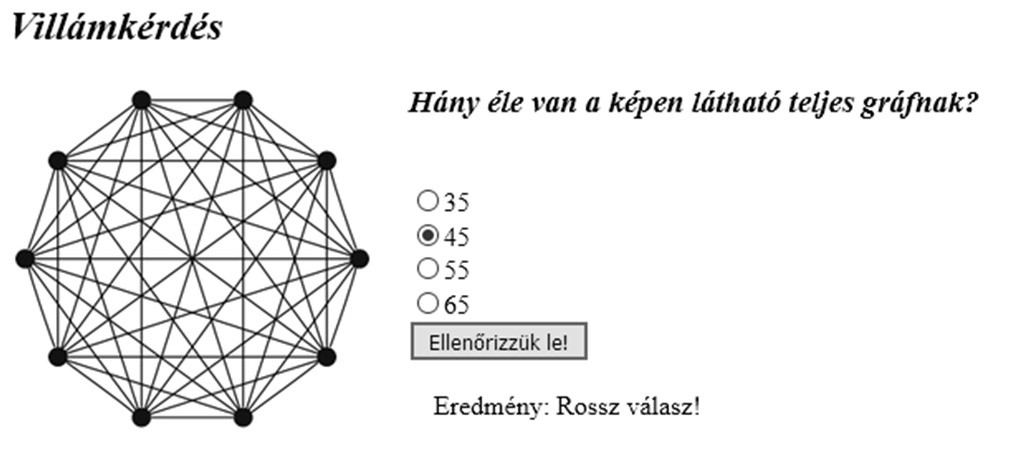 Villámkérdés
Hány éle van a képen látható teljes gráfnak?
35
45
55
65
Ellenőrizzük le!
Eredmény: Rossz válasz!